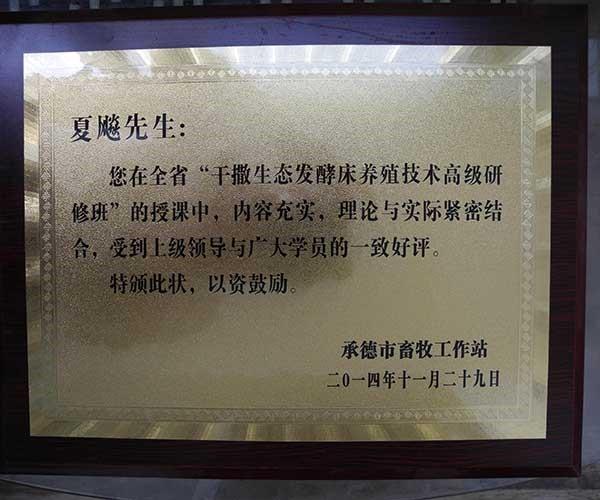 夏飚先生：
您在全省“干撒生态发酵床养殖技术高级研
修班”的授课中，内容充实，理论与实际紧密结
合，受到上级领导与广大学员的一致好评。
特颁此状，以资鼓励。
承德市畜牧工作站
二〇一四年十一月二十九日